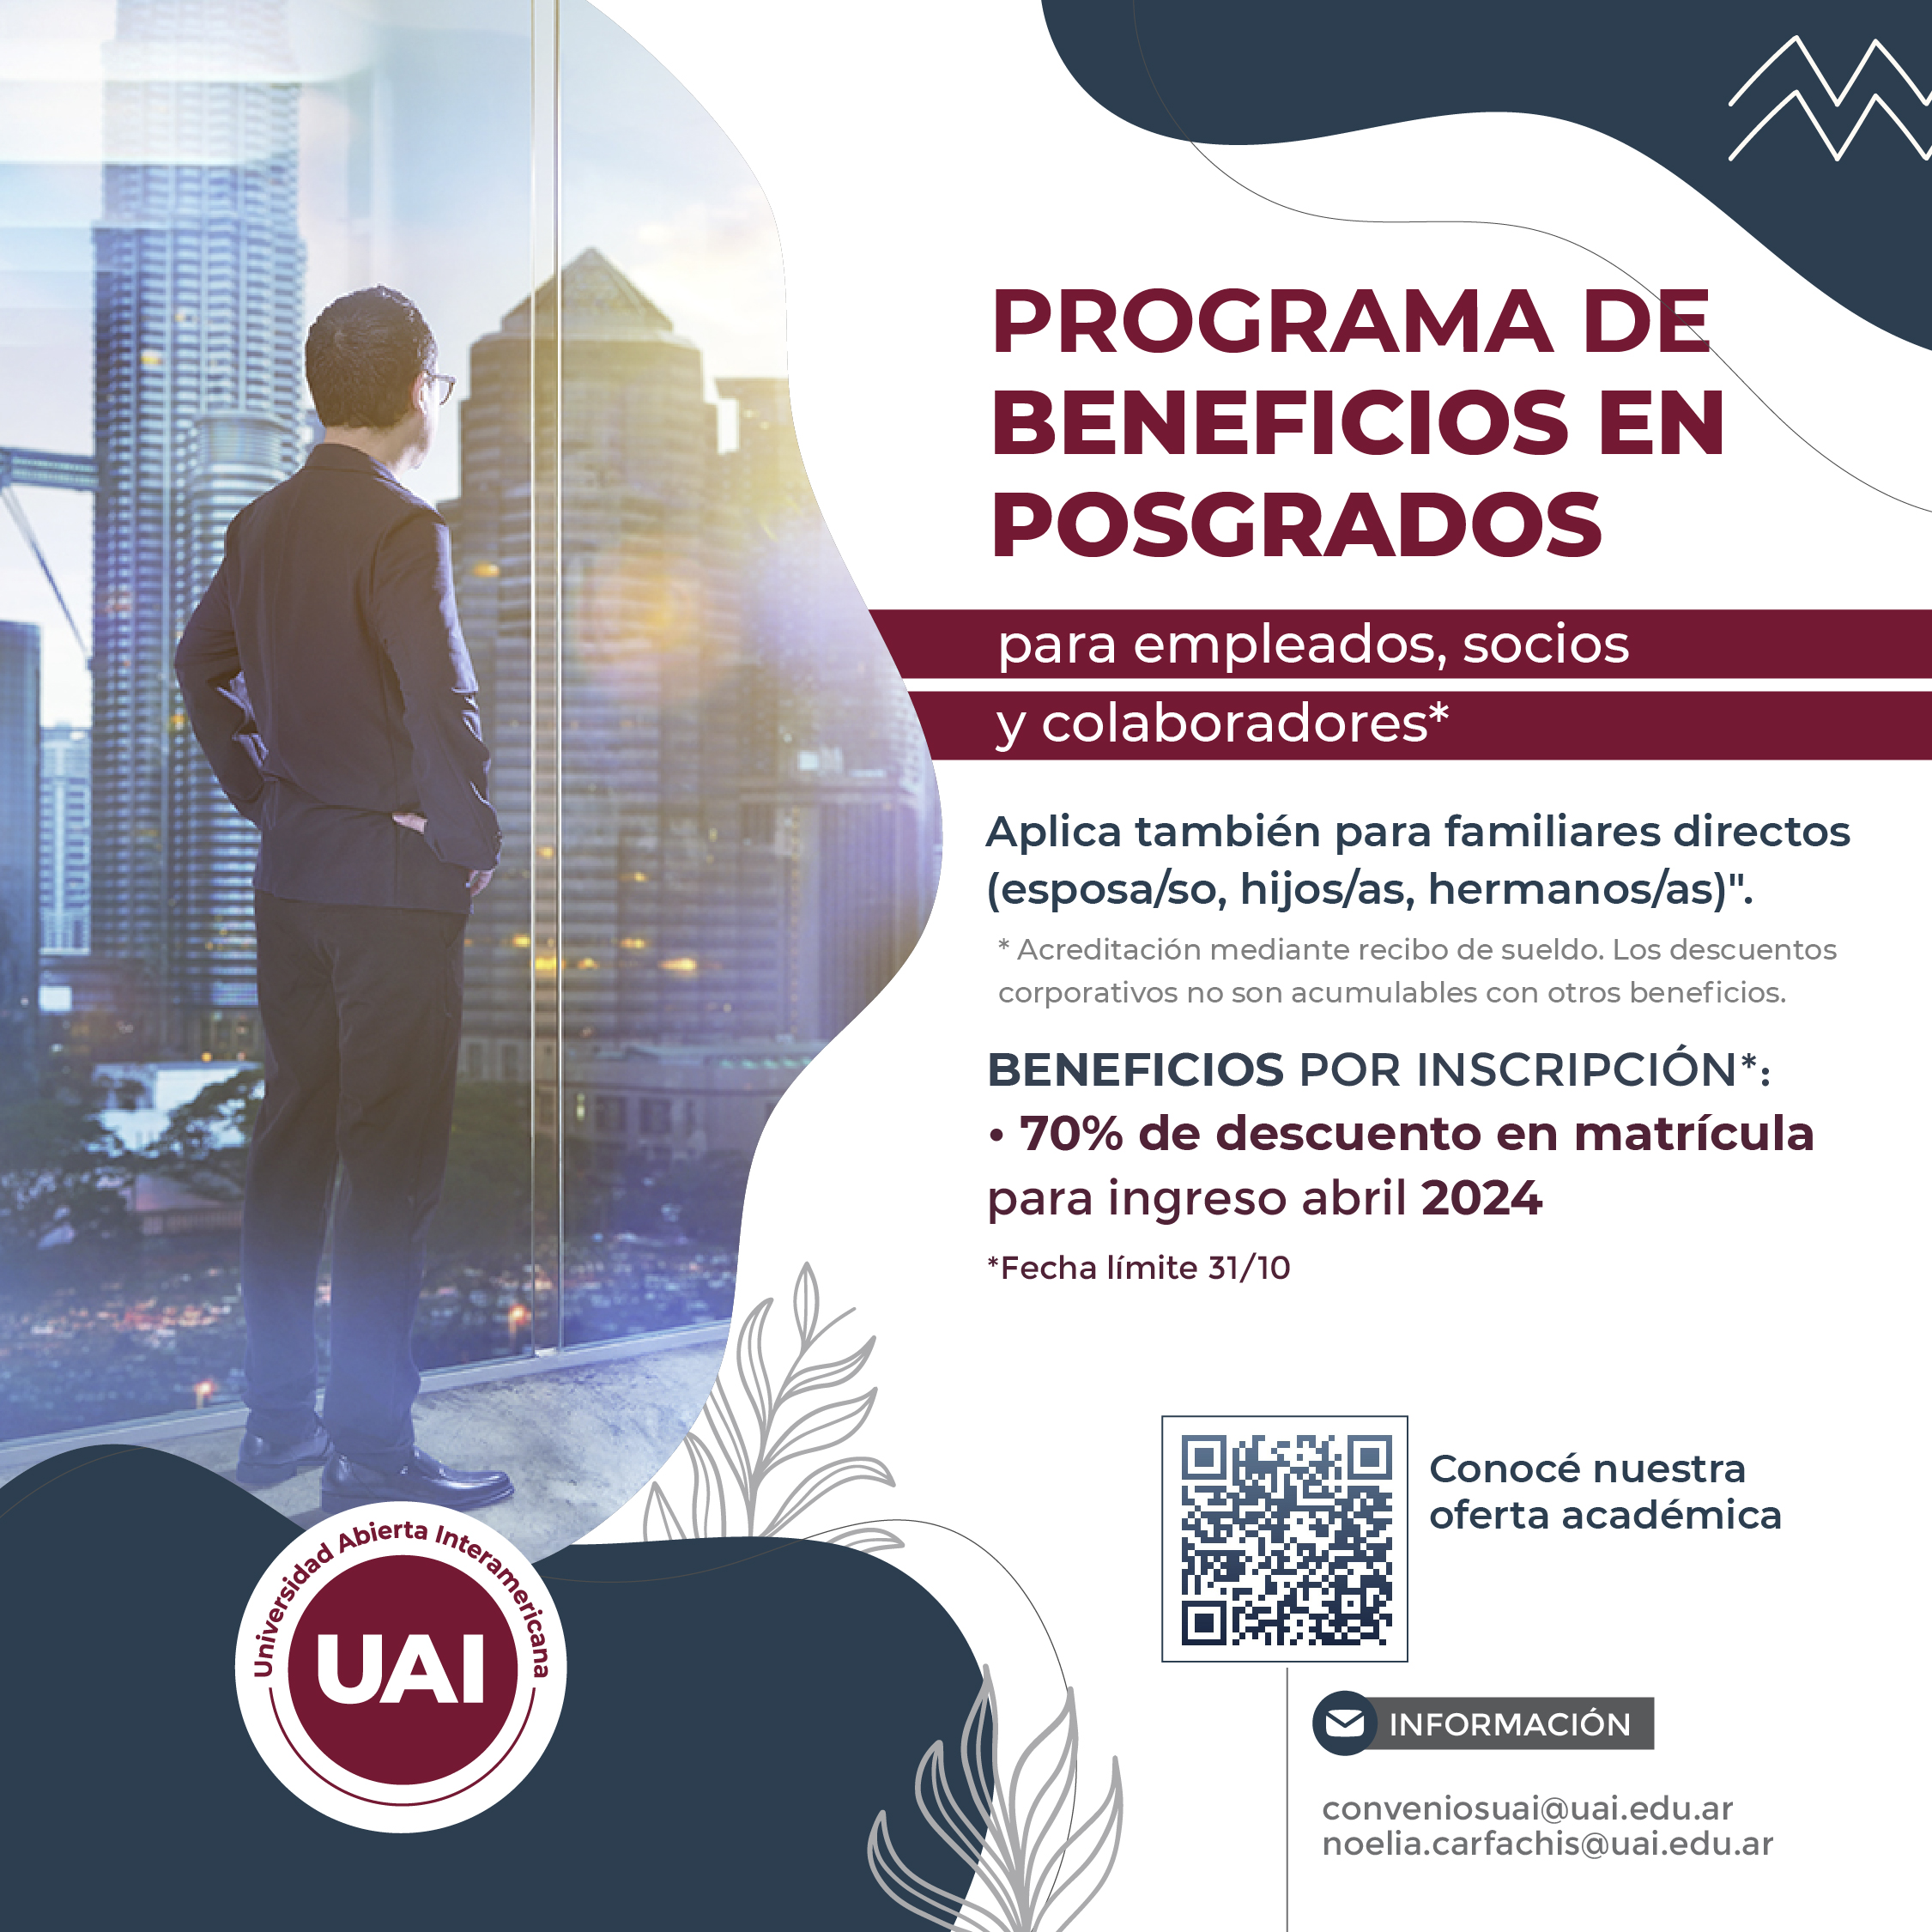 PROGRAMA DE
BENEFICIOS EN
POSGRADOS
para empleados, socios
y colaboradores*
Aplica también para familiares directos
(esposa/so, hijos/as, hermanos/as)".
* Acreditación mediante recibo de sueldo. Los descuentos
corporativos no son acumulables con otros beneficios.
BENEFICIOS POR INSCRIPCIÓN*:
• 70% de descuento en matrícula
para ingreso abril 2024
*Fecha límite 31/10
Conocé nuestra
oferta académica
Universidad Abierta Interamericana
UAI
INFORMACIÓN
conveniosuai@uai.edu.ar
noelia.carfachis@uai.edu.ar